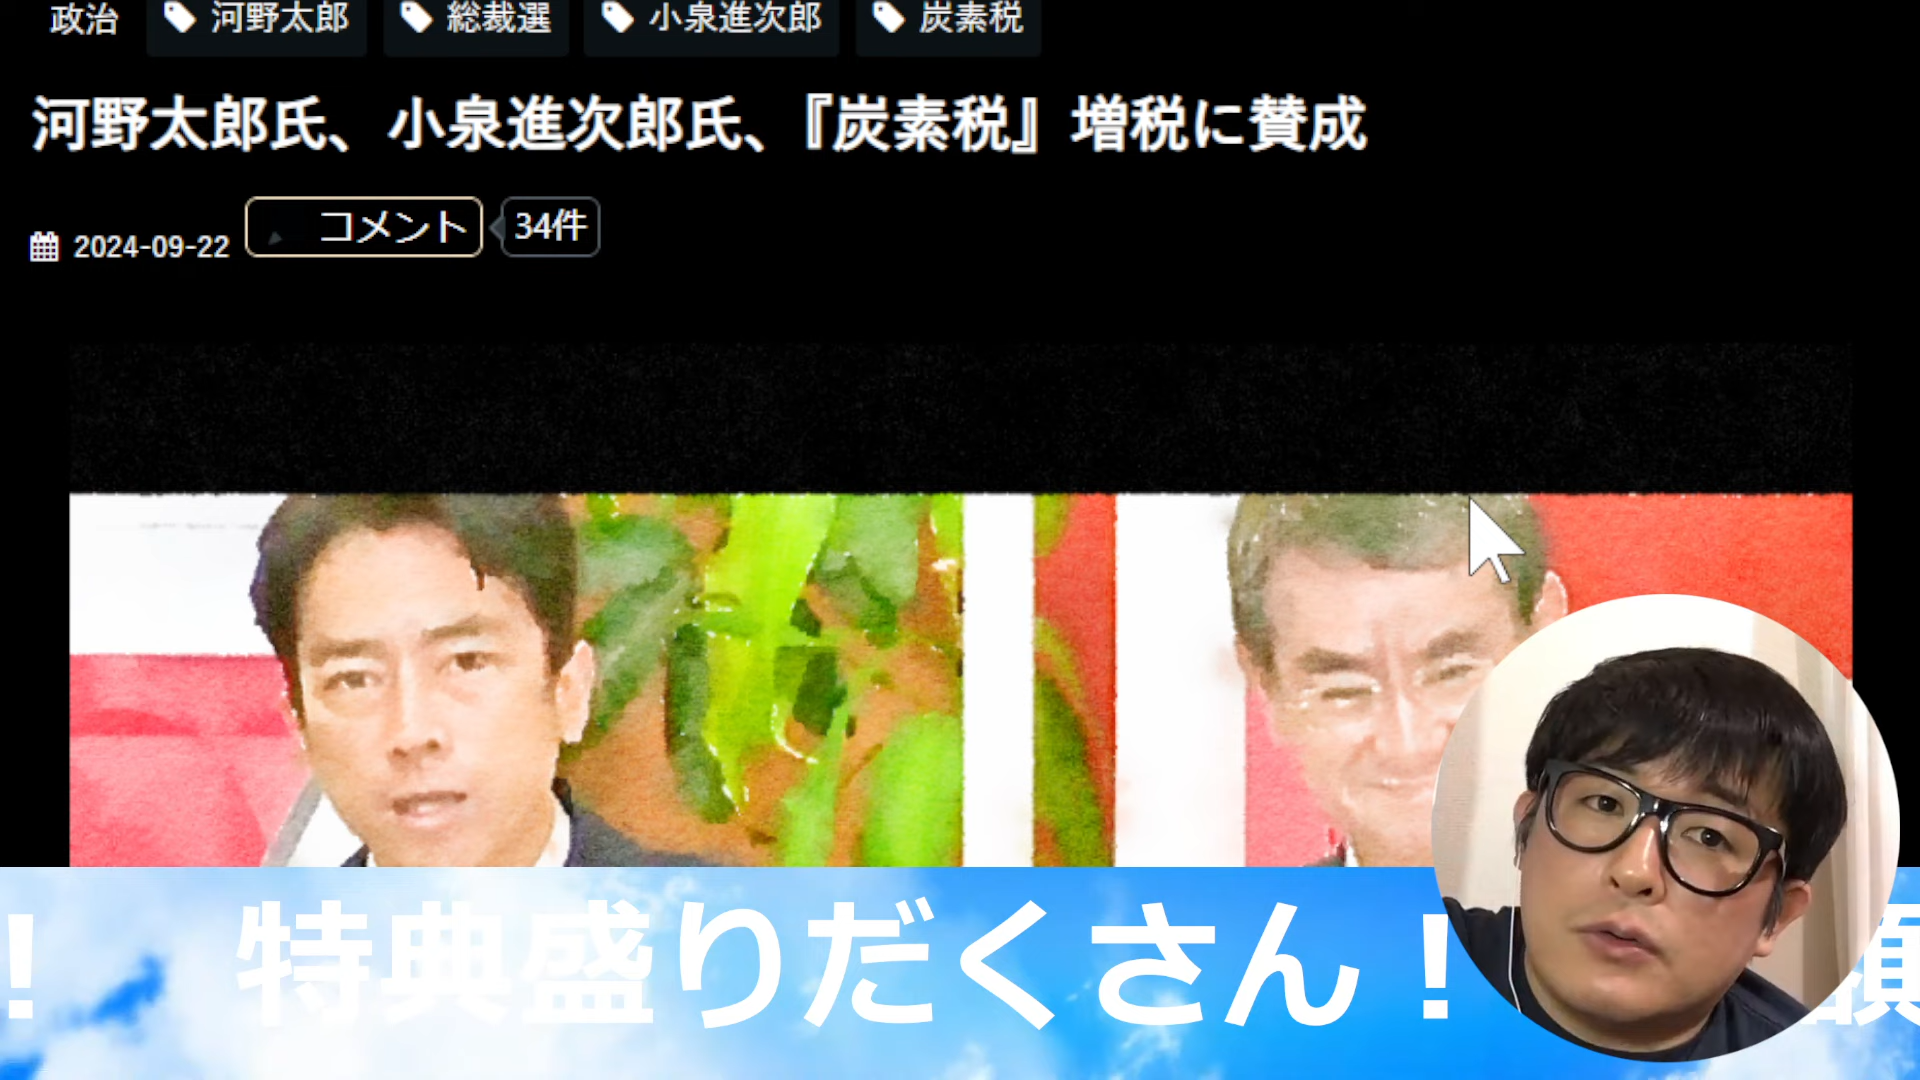 政治 河野太郎 総裁選 小泉進次郎 炭素税
河野太郎氏、小泉進次郎氏、『炭素税』増税に賛成
2024-09-22 コメント 34件
！ 特典盛りだくさん！